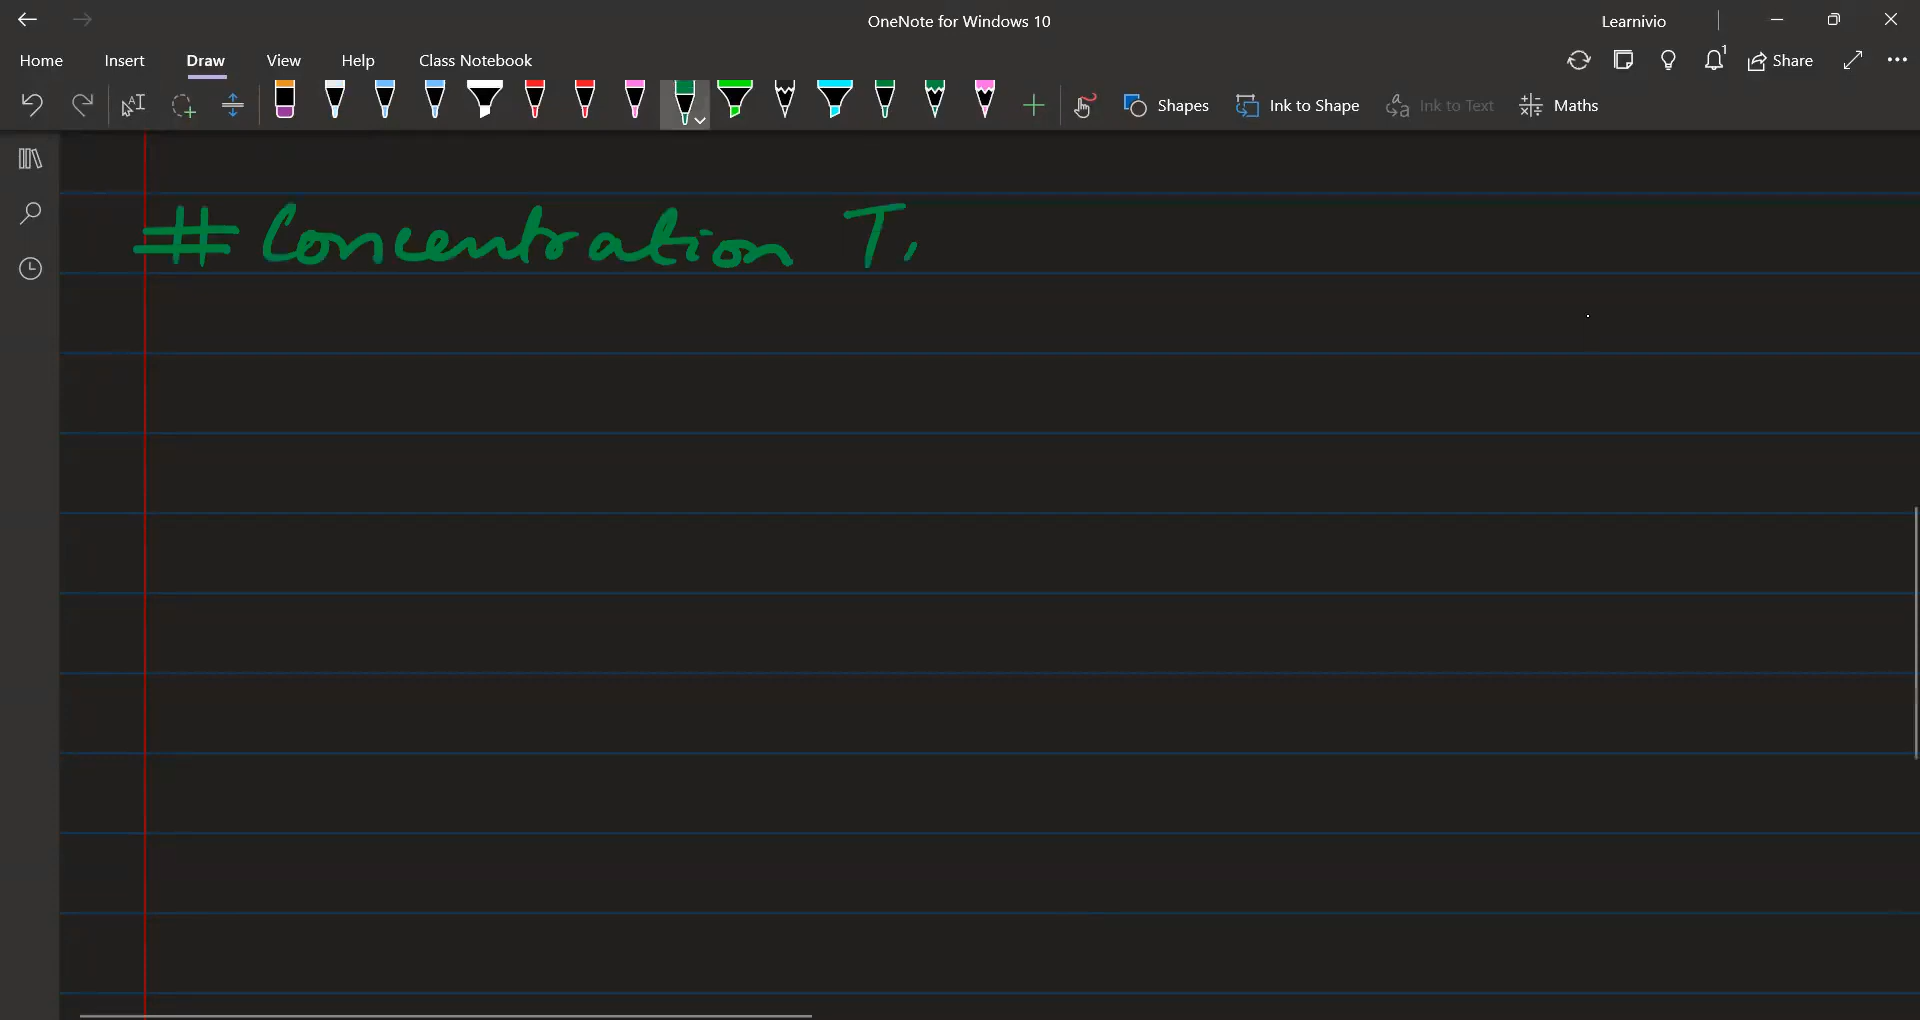 OneNote for Windows 10
Learnivio
Home Insert Draw View Help Class Notebook
1
Share
Shapes Ink to Shape Ink to Text Maths
# Concentration T